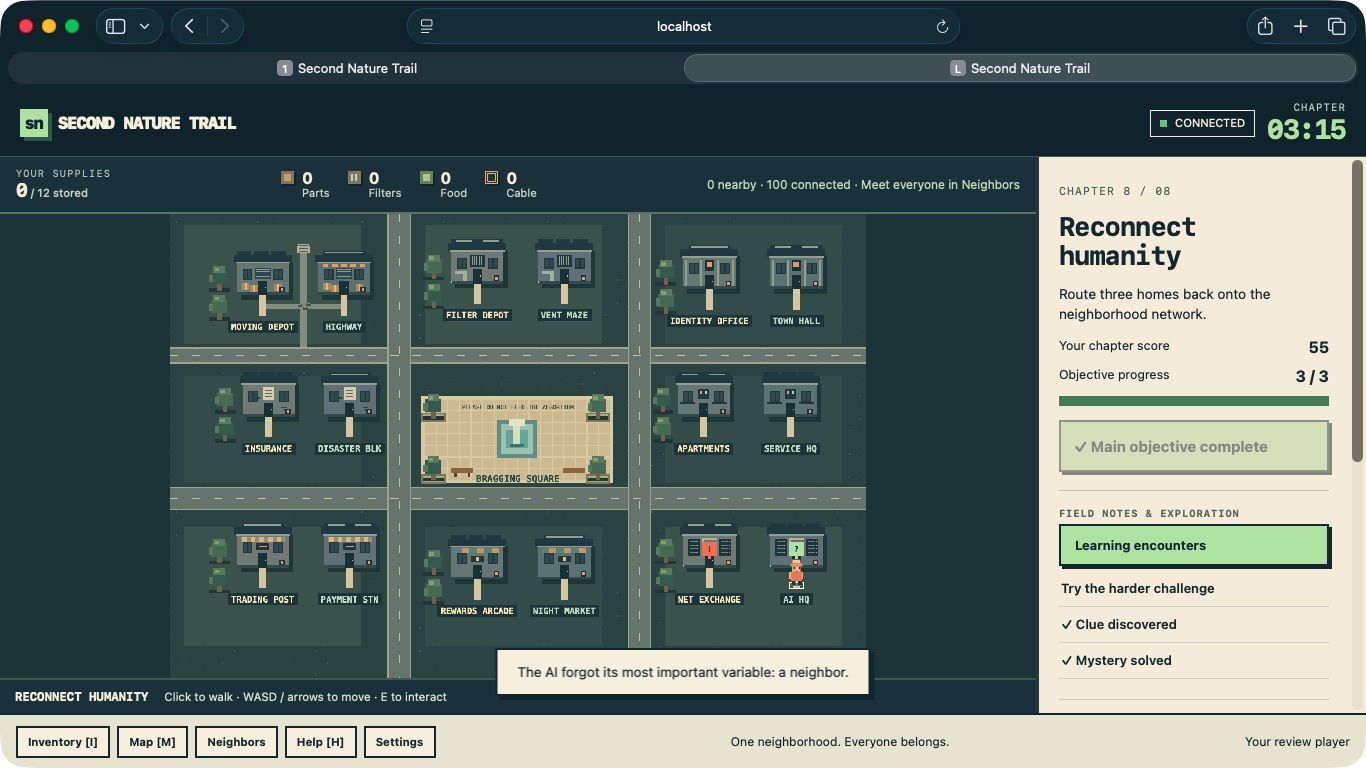 localhost
1 Second Nature Trail
L Second Nature Trail
sn SECOND NATURE TRAIL
CONNECTED
CHAPTER
03:15
YOUR SUPPLIES
0 / 12 stored
0 Parts
0 Filters
0 Food
0 Cable
0 nearby · 100 connected · Meet everyone in Neighbors
MOVING DEPOT
HIGHWAY
FILTER DEPOT
VENT MAZE
IDENTITY OFFICE
TOWN HALL
INSURANCE
DISASTER BLK
BRAGGING SQUARE
APARTMENTS
SERVICE HQ
TRADING POST
PAYMENT STN
REWARDS ARCADE
NIGHT MARKET
!
?
NET EXCHANGE
AI HQ
The AI forgot its most important variable: a neighbor.
RECONNECT HUMANITY Click to walk · WASD / arrows to move · E to interact
CHAPTER 8 / 08
Reconnect
humanity
Route three homes back onto the
neighborhood network.
Your chapter score 55
Objective progress 3 / 3
✓ Main objective complete
FIELD NOTES & EXPLORATION
Learning encounters
Try the harder challenge
✓ Clue discovered
✓ Mystery solved
Inventory [I]
Map [M]
Neighbors
Help [H]
Settings
One neighborhood. Everyone belongs.
Your review player